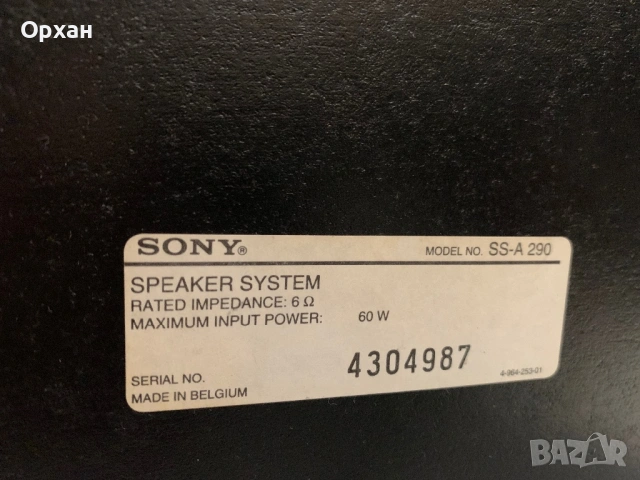 Орхан
SONY®
MODEL NO. SS-A 290
SPEAKER SYSTEM
RATED IMPEDANCE: 6 Ω
MAXIMUM INPUT POWER: 60 W
4304987
4-984-253-01
SERIAL NO.
MADE IN BELGIUM
BAZAR